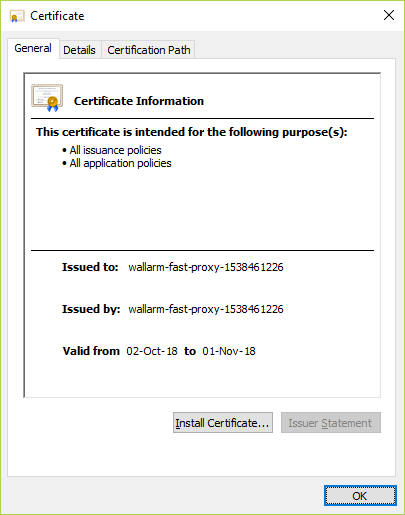 Certificate
General Details Certification Path
Certificate Information
This certificate is intended for the following purpose(s):
• All issuance policies
• All application policies
Issued to: wallarm-fast-proxy-1538461226
Issued by: wallarm-fast-proxy-1538461226
Valid from 02-Oct-18 to 01-Nov-18
Install Certificate... Issuer Statement
OK